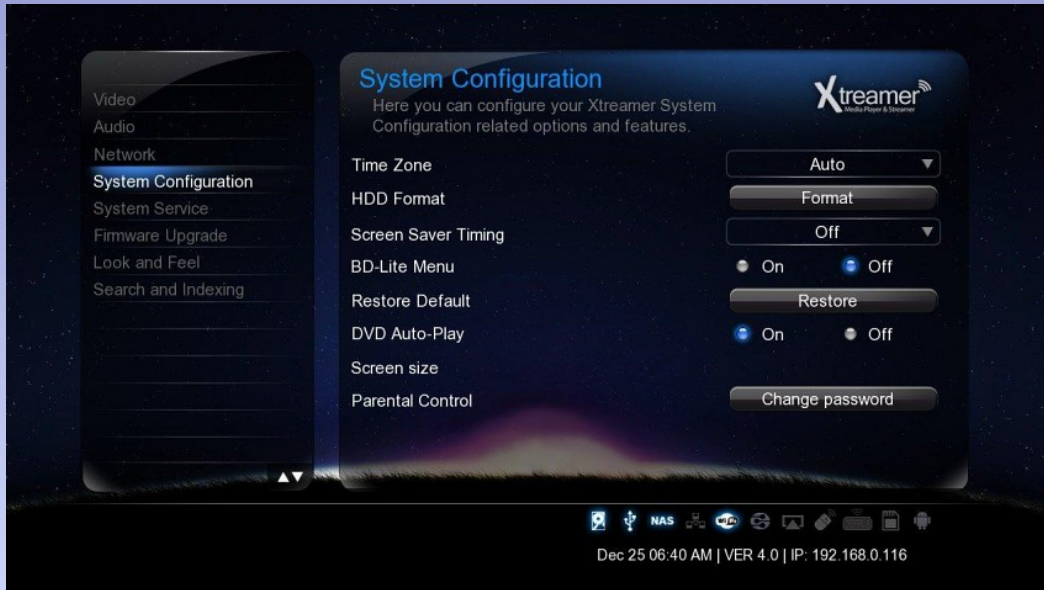 Video
Audio
Network
System Configuration
System Service
Firmware Upgrade
Look and Feel
Search and Indexing
System Configuration
Here you can configure your Xtreamer System
Configuration related options and features.
Xtreamer
Media Player & Streamer
Time Zone Auto
HDD Format Format
Screen Saver Timing Off
BD-Lite Menu On Off
Restore Default Restore
DVD Auto-Play On Off
Screen size
Parental Control Change password
NAS WiFi
Dec 25 06:40 AM | VER 4.0 | IP: 192.168.0.116